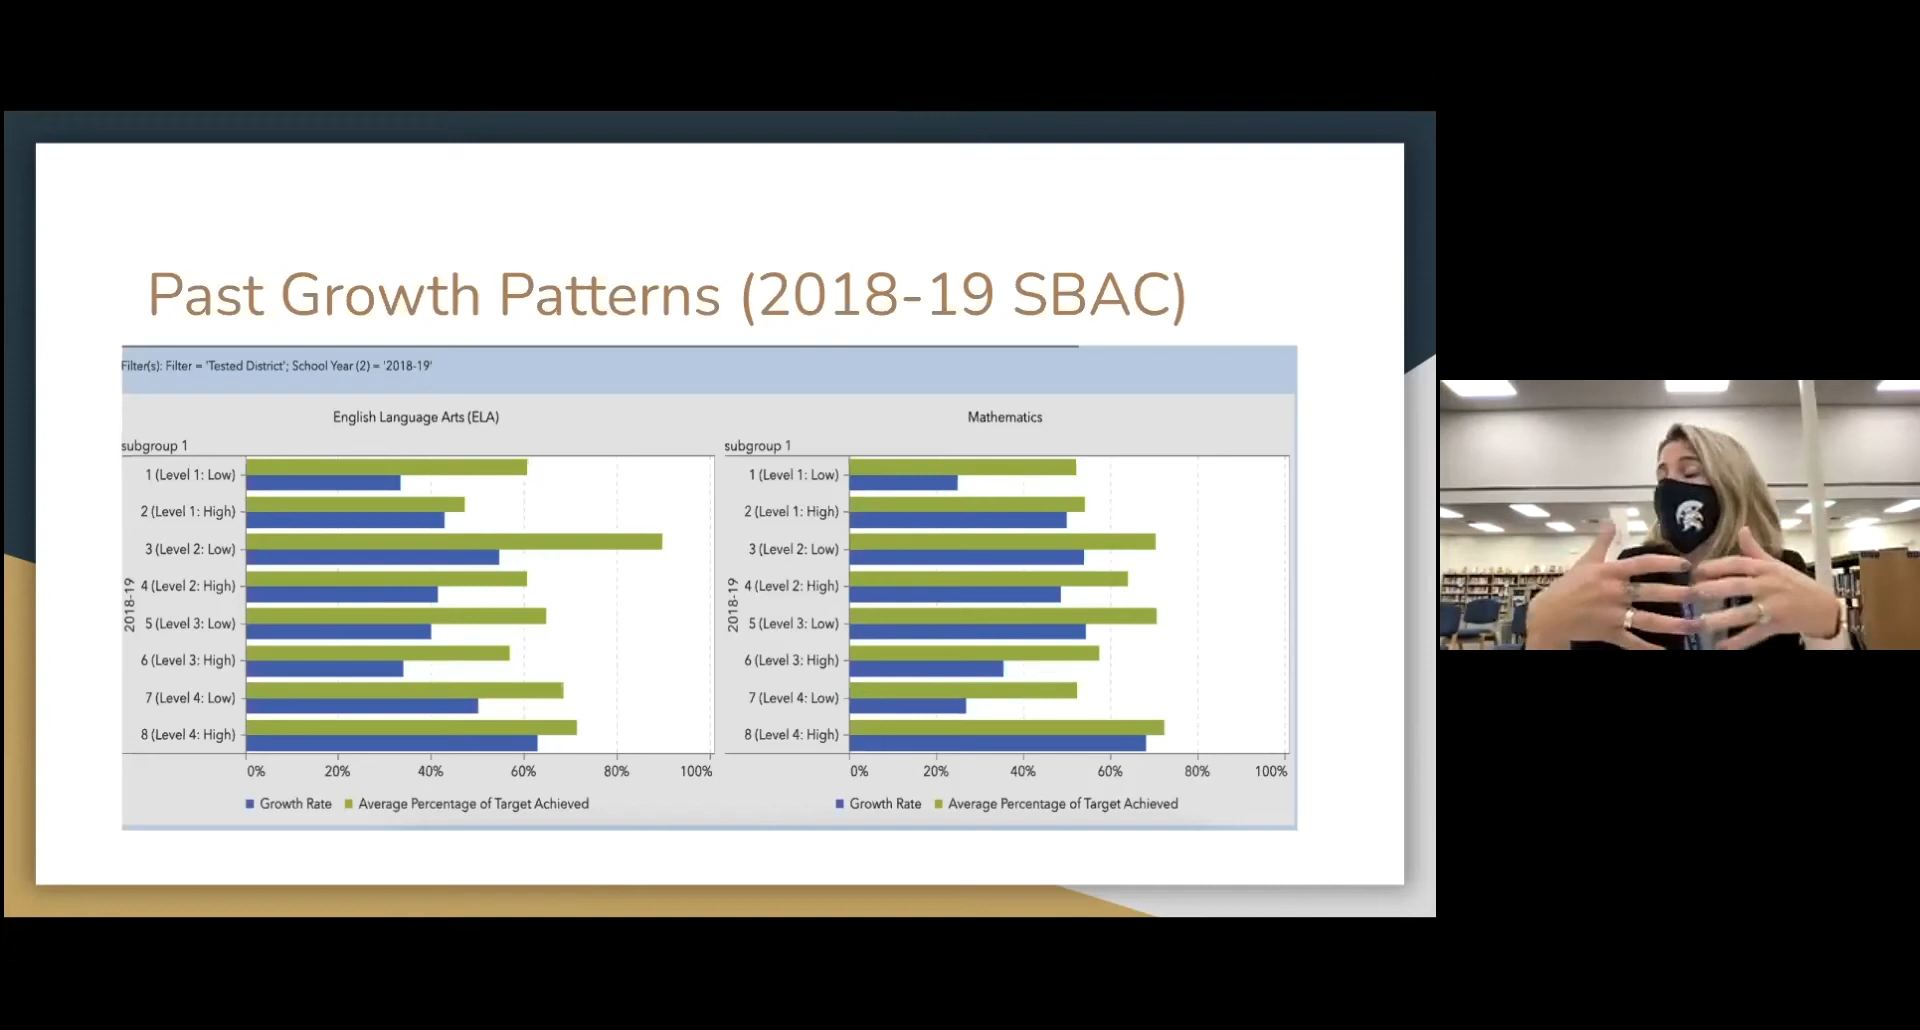 Past Growth Patterns (2018-19 SBAC)
Filter(s): Filter = 'Tested District'; School Year (2) = '2018-19'
English Language Arts (ELA)
subgroup 1
2018-19
1 (Level 1: Low)
2 (Level 1: High)
3 (Level 2: Low)
4 (Level 2: High)
5 (Level 3: Low)
6 (Level 3: High)
7 (Level 4: Low)
8 (Level 4: High)
0% 20% 40% 60% 80% 100%
Growth Rate Average Percentage of Target Achieved
Mathematics
subgroup 1
2018-19
1 (Level 1: Low)
2 (Level 1: High)
3 (Level 2: Low)
4 (Level 2: High)
5 (Level 3: Low)
6 (Level 3: High)
7 (Level 4: Low)
8 (Level 4: High)
0% 20% 40% 60% 80% 100%
Growth Rate Average Percentage of Target Achieved